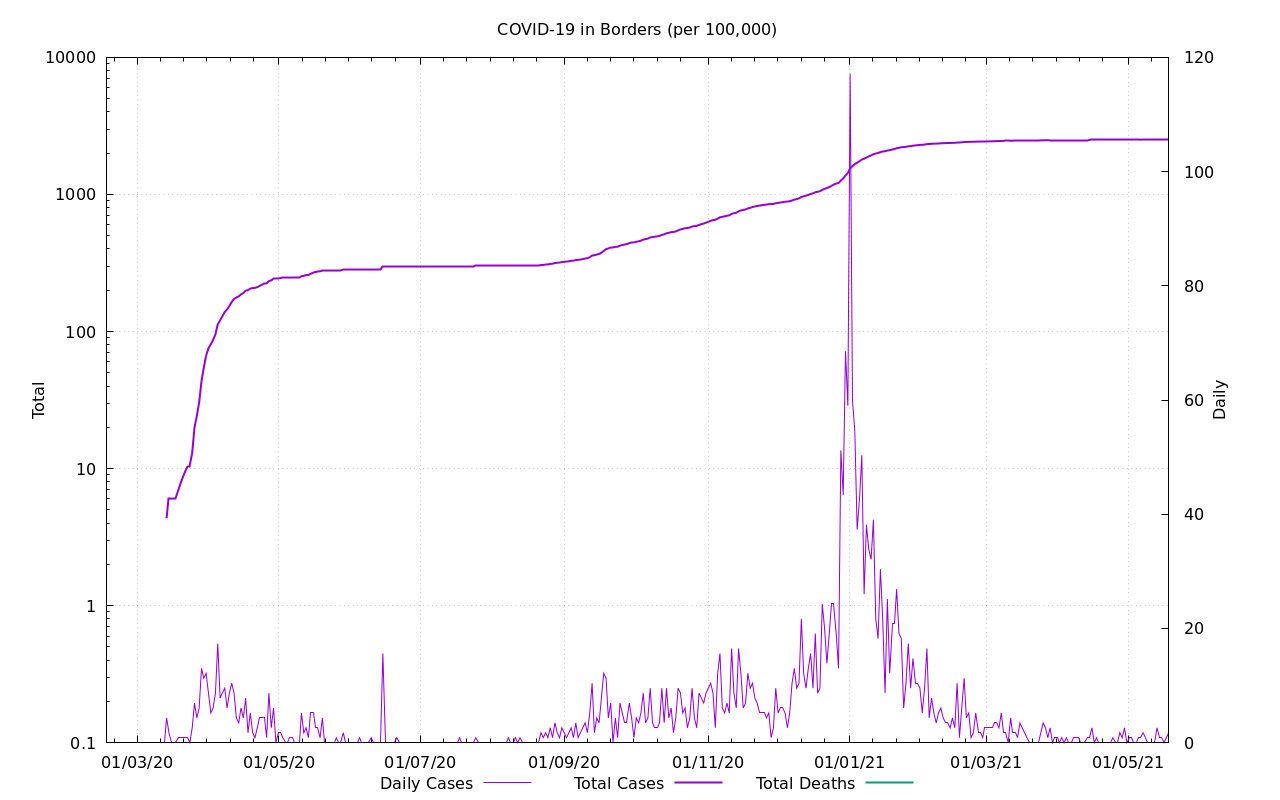 COVID-19 in Borders (per 100,000)
10000
1000
100
10
1
0.1
Total
120
100
80
60
40
20
0
Daily
01/03/20 01/05/20 01/07/20 01/09/20 01/11/20 01/01/21 01/03/21 01/05/21
Daily Cases Total Cases Total Deaths